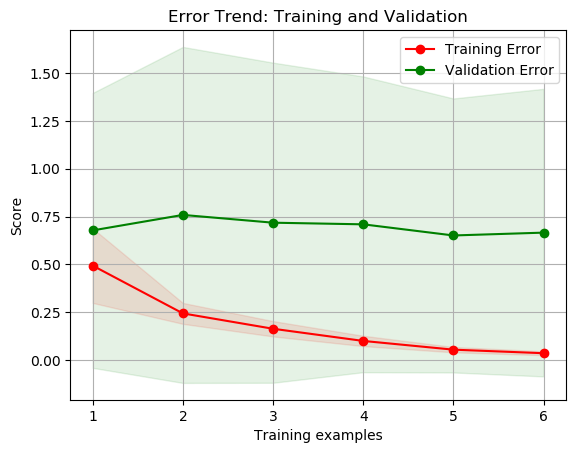 Error Trend: Training and Validation
Training Error
Validation Error
1.50
1.25
1.00
0.75
0.50
0.25
0.00
Score
1 2 3 4 5 6
Training examples